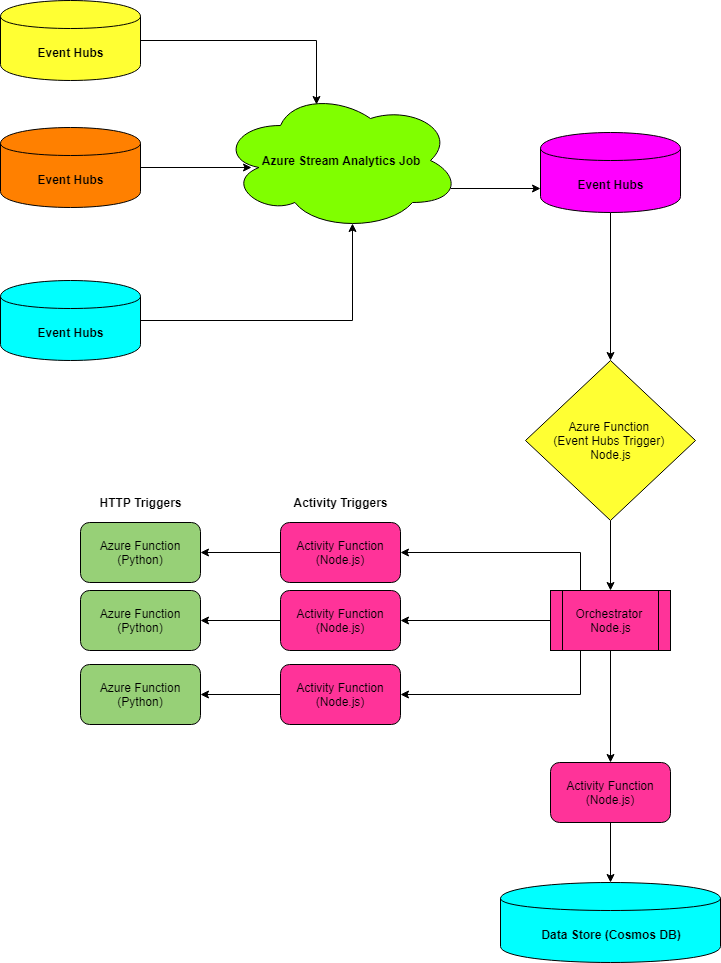 Event Hubs
Event Hubs
Azure Stream Analytics Job
Event Hubs
Event Hubs
Azure Function
(Event Hubs Trigger)
Node.js
HTTP Triggers
Activity Triggers
Azure Function
(Python)
Activity Function
(Node.js)
Azure Function
(Python)
Activity Function
(Node.js)
Orchestrator
Node.js
Azure Function
(Python)
Activity Function
(Node.js)
Activity Function
(Node.js)
Data Store (Cosmos DB)